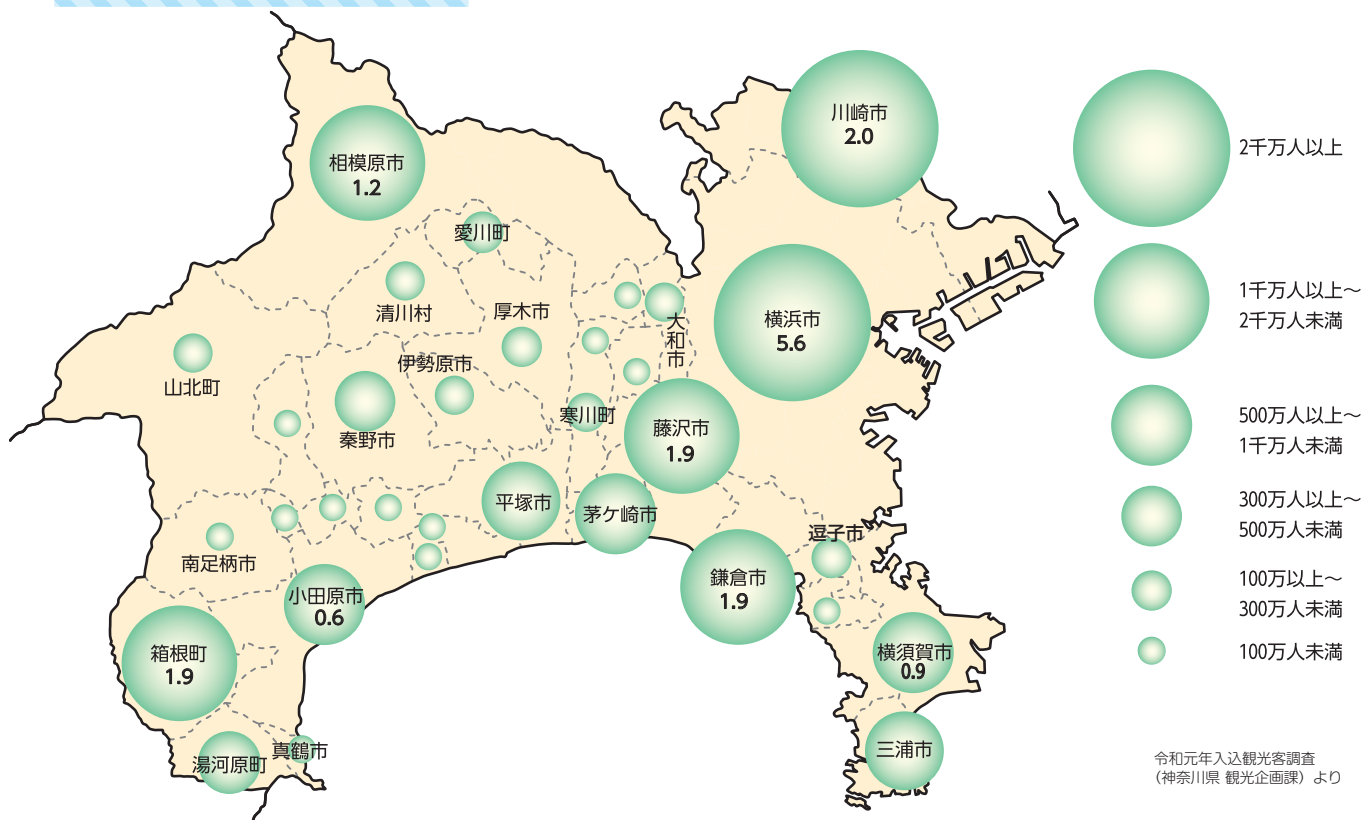 川崎市
2.0
相模原市
1.2
愛川町
清川村
厚木市
大和市
横浜市
5.6
山北町
伊勢原市
秦野市
寒川町
藤沢市
1.9
平塚市
茅ケ崎市
南足柄市
逗子市
鎌倉市
1.9
小田原市
0.6
箱根町
1.9
横須賀市
0.9
三浦市
湯河原町
真鶴市
2千万人以上
1千万人以上～
2千万人未満
500万人以上～
1千万人未満
300万人以上～
500万人未満
100万以上～
300万人未満
100万人未満
令和元年入込観光客調査
（神奈川県 観光企画課）より